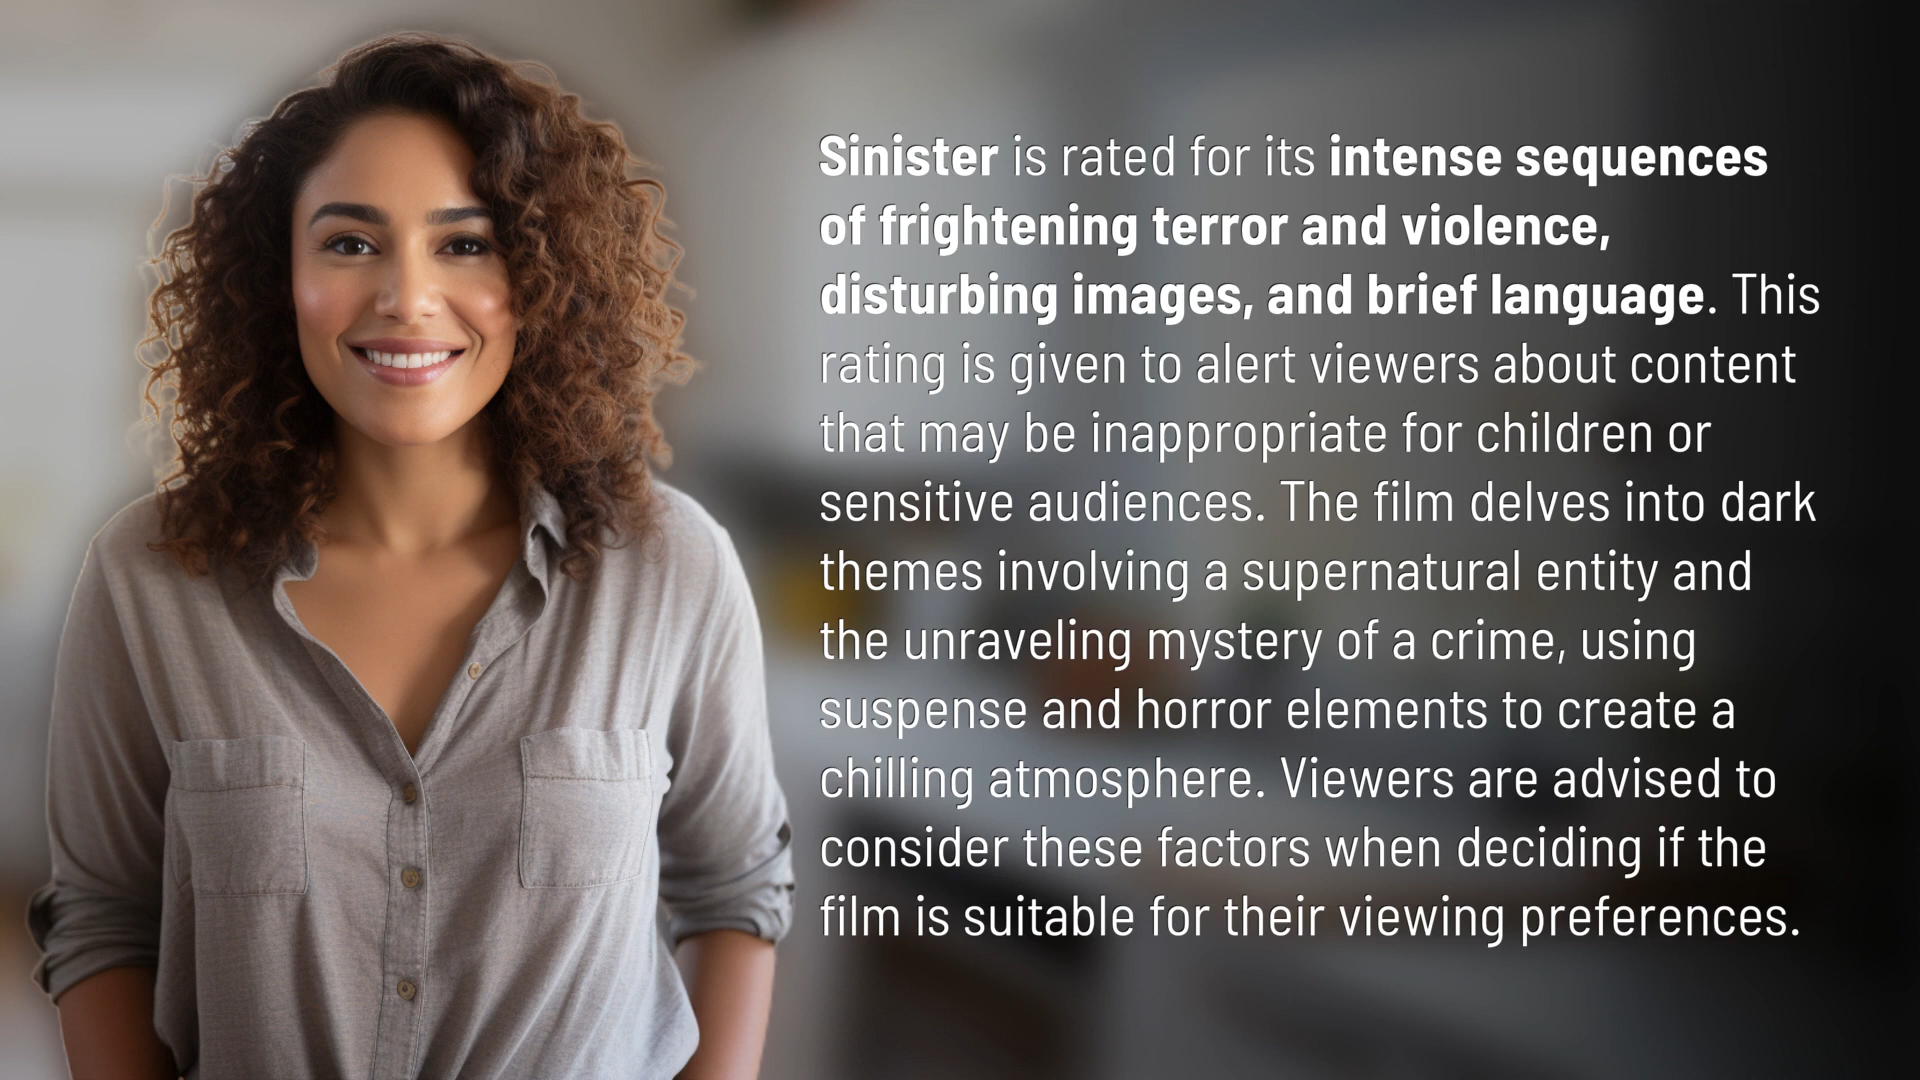 Sinister is rated for its intense sequences
of frightening terror and violence,
disturbing images, and brief language. This
rating is given to alert viewers about content
that may be inappropriate for children or
sensitive audiences. The film delves into dark
themes involving a supernatural entity and
the unraveling mystery of a crime, using
suspense and horror elements to create a
chilling atmosphere. Viewers are advised to
consider these factors when deciding if the
film is suitable for their viewing preferences.